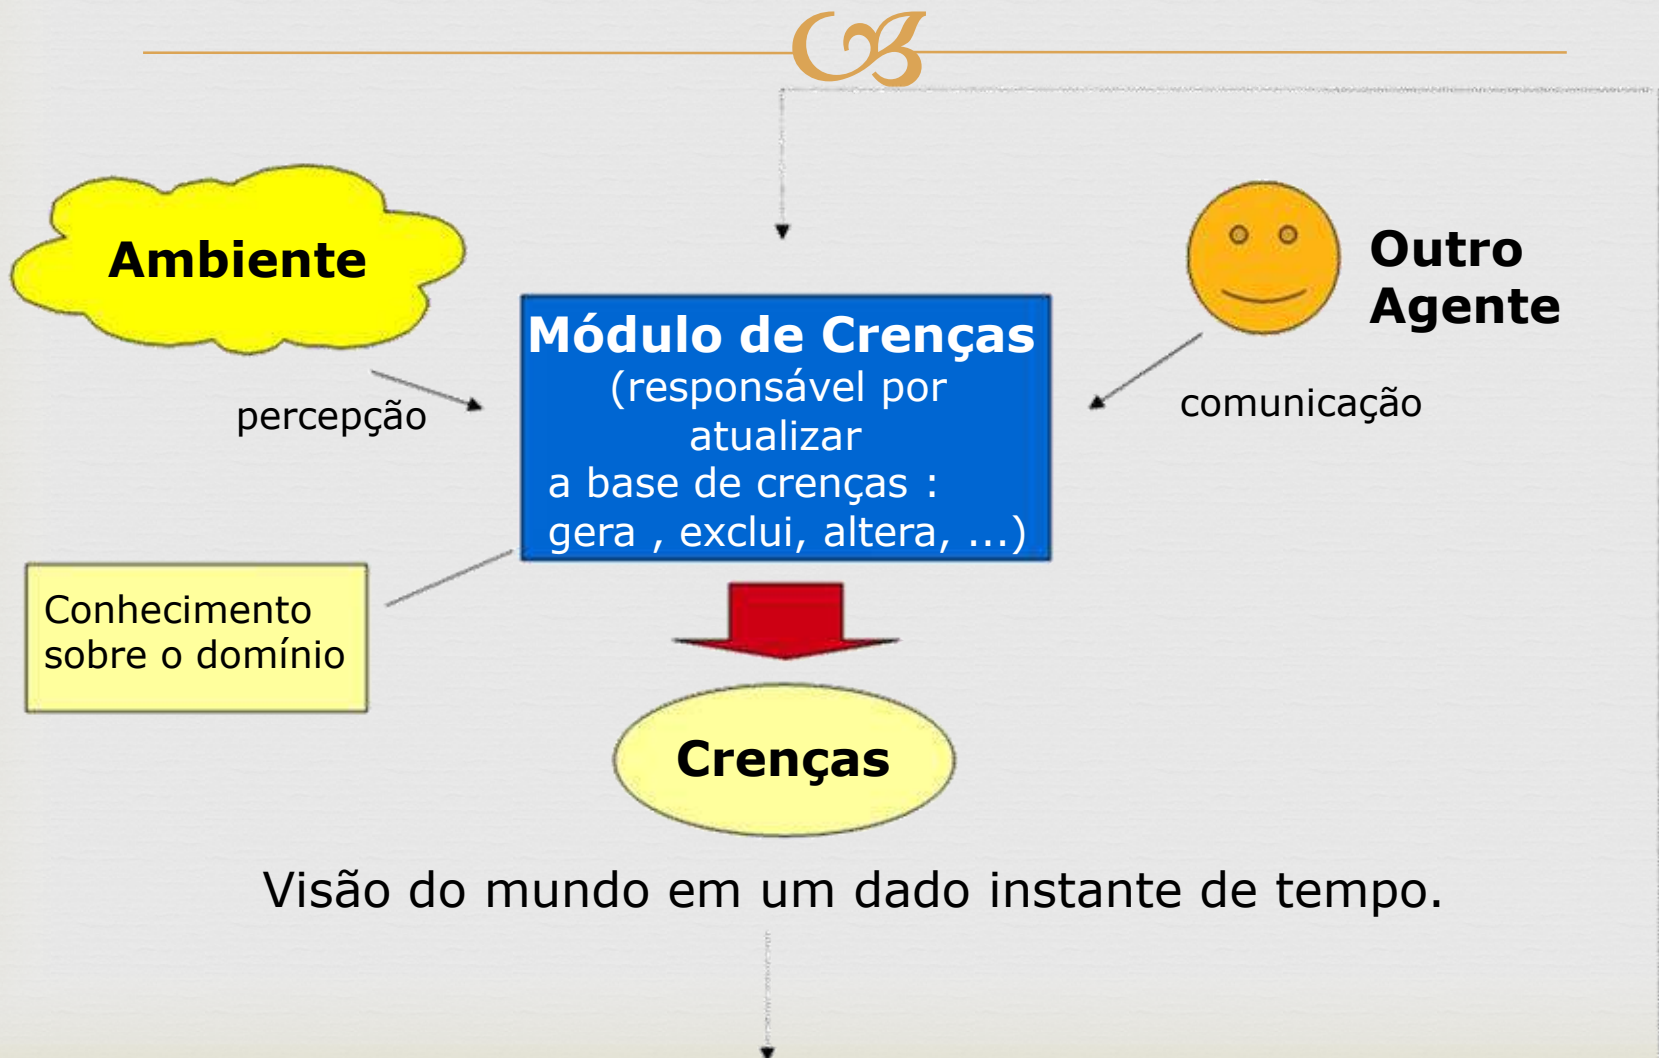 Ambiente
percepção
Outro
Agente
comunicação
Módulo de Crenças
(responsável por
atualizar
a base de crenças :
gera , exclui, altera, ...)
Conhecimento
sobre o domínio
Crenças
Visão do mundo em um dado instante de tempo.